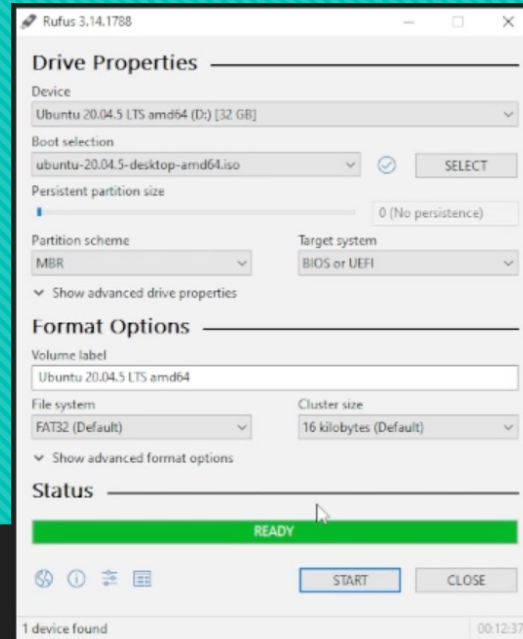 Rufus 3.14.1788
Drive Properties
Device
Ubuntu 20.04.5 LTS amd64 (D:) [32 GB]
Boot selection
ubuntu-20.04.5-desktop-amd64.iso
SELECT
Persistent partition size
0 (No persistence)
Partition scheme
Target system
MBR
BIOS or UEFI
Show advanced drive properties
Format Options
Volume label
Ubuntu 20.04.5 LTS amd64
File system
Cluster size
FAT32 (Default)
16 kilobytes (Default)
Show advanced format options
Status
READY
START
CLOSE
1 device found
00:12:37